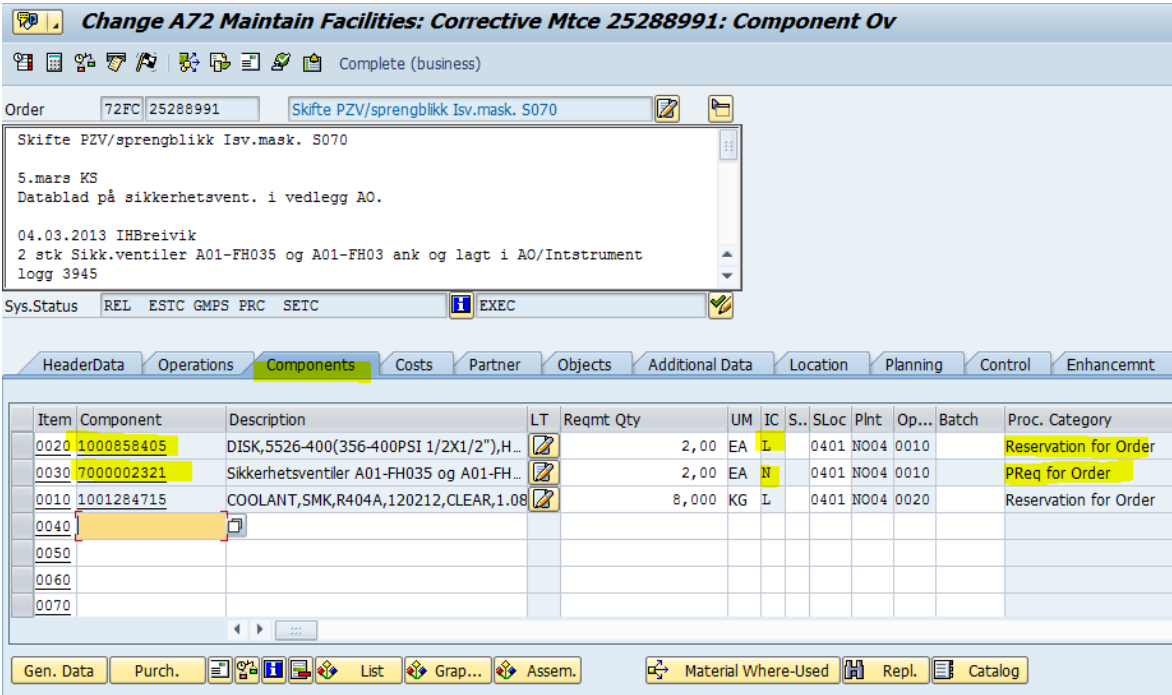 Change A72 Maintain Facilities: Corrective Mtce 25288991: Component Ov
Complete (business)
Order 72FC 25288991 Skifte PZV/sprengblikk Isv.mask. S070
Skifte PZV/sprengblikk Isv.mask. S070
5.mars KS
Datablad på sikkerhetsvent. i vedlegg AO.
04.03.2013 IHBreivik
2 stk Sikk.ventiler A01-FH035 og A01-FH03 ank og lagt i AO/Intstrument
logg 3945
Sys.Status REL ESTC GMPS PRC SETC EXEC
HeaderData Operations Components Costs Partner Objects Additional Data Location Planning Control Enhancemnt
Item Component Description LT Reqmt Qty UM IC S.. SLoc Plnt Op... Batch Proc. Category
0020 1000858405 DISK,5526-400(356-400PSI 1/2X1/2"),H... 2,00 EA L 0401 NO04 0010 Reservation for Order
0030 7000002321 Sikkerhetsventiler A01-FH035 og A01-FH... 2,00 EA N 0401 NO04 0010 PReq for Order
0010 1001284715 COOLANT,SMK,R404A,120212,CLEAR,1.08 8,000 KG L 0401 NO04 0020 Reservation for Order
0040
0050
0060
0070
Gen. Data Purch. List Grap... Assem. Material Where-Used Repl. Catalog